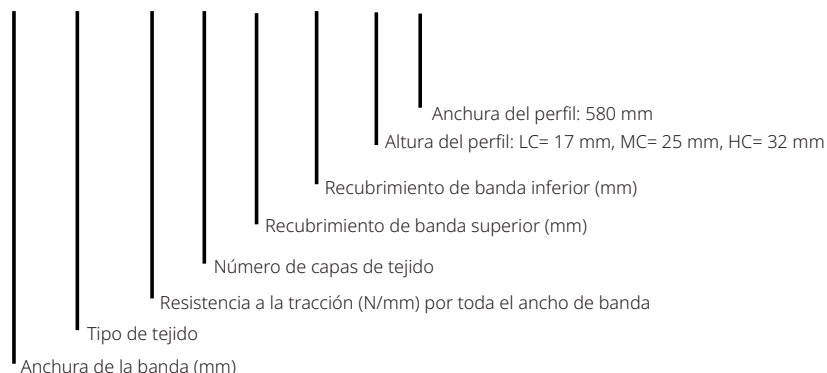 Anchura del perfil: 580 mm
Altura del perfil: LC= 17 mm, MC= 25 mm, HC= 32 mm
Recubrimiento de banda inferior (mm)
Recubrimiento de banda superior (mm)
Número de capas de tejido
Resistencia a la tracción (N/mm) por toda el ancho de banda
Tipo de tejido
Anchura de la banda (mm)